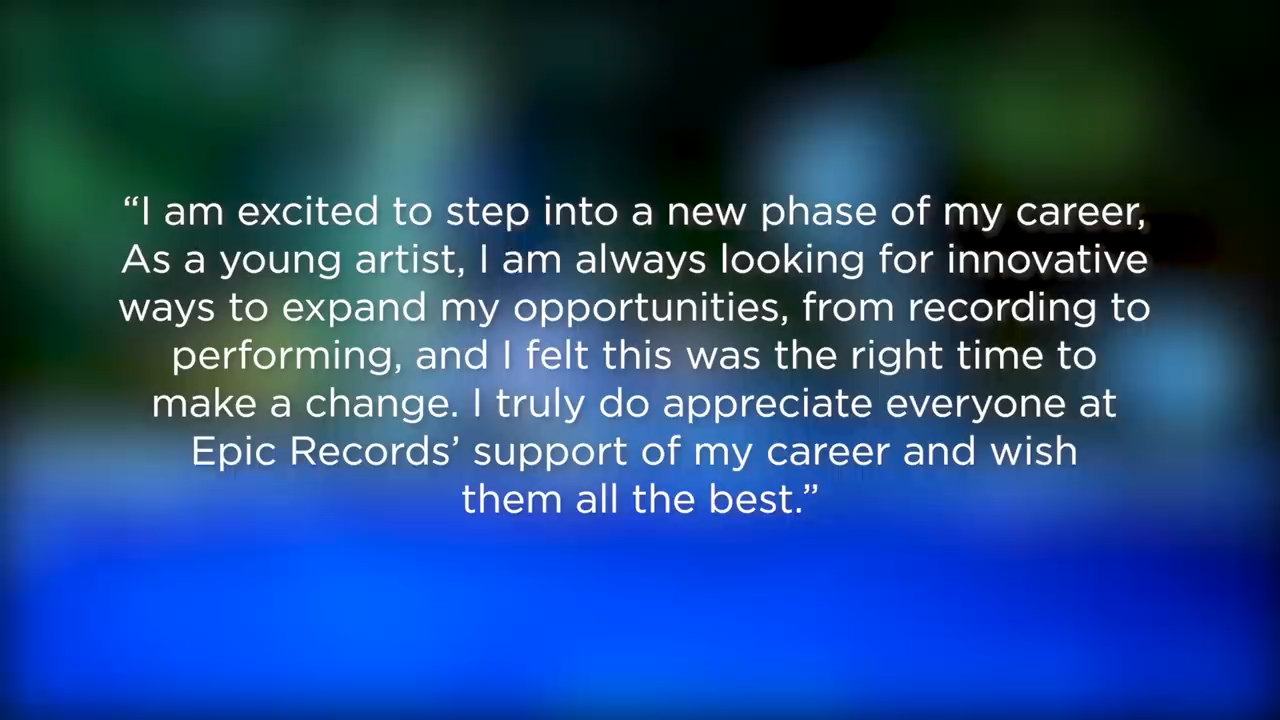 “I am excited to step into a new phase of my career,
As a young artist, I am always looking for innovative
ways to expand my opportunities, from recording to
performing, and I felt this was the right time to
make a change. I truly do appreciate everyone at
Epic Records’ support of my career and wish
them all the best.”